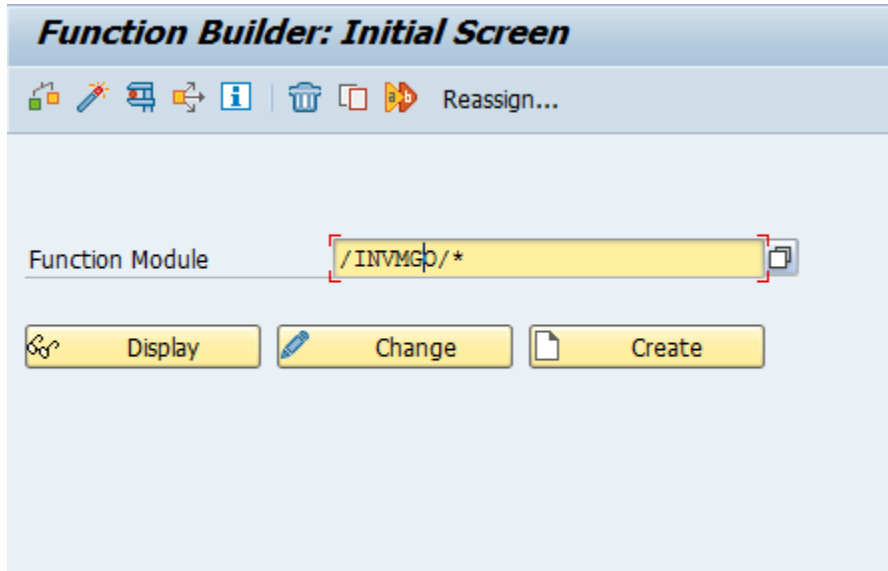 Function Builder: Initial Screen
Reassign...
Function Module /INVMGO/*
Display Change Create